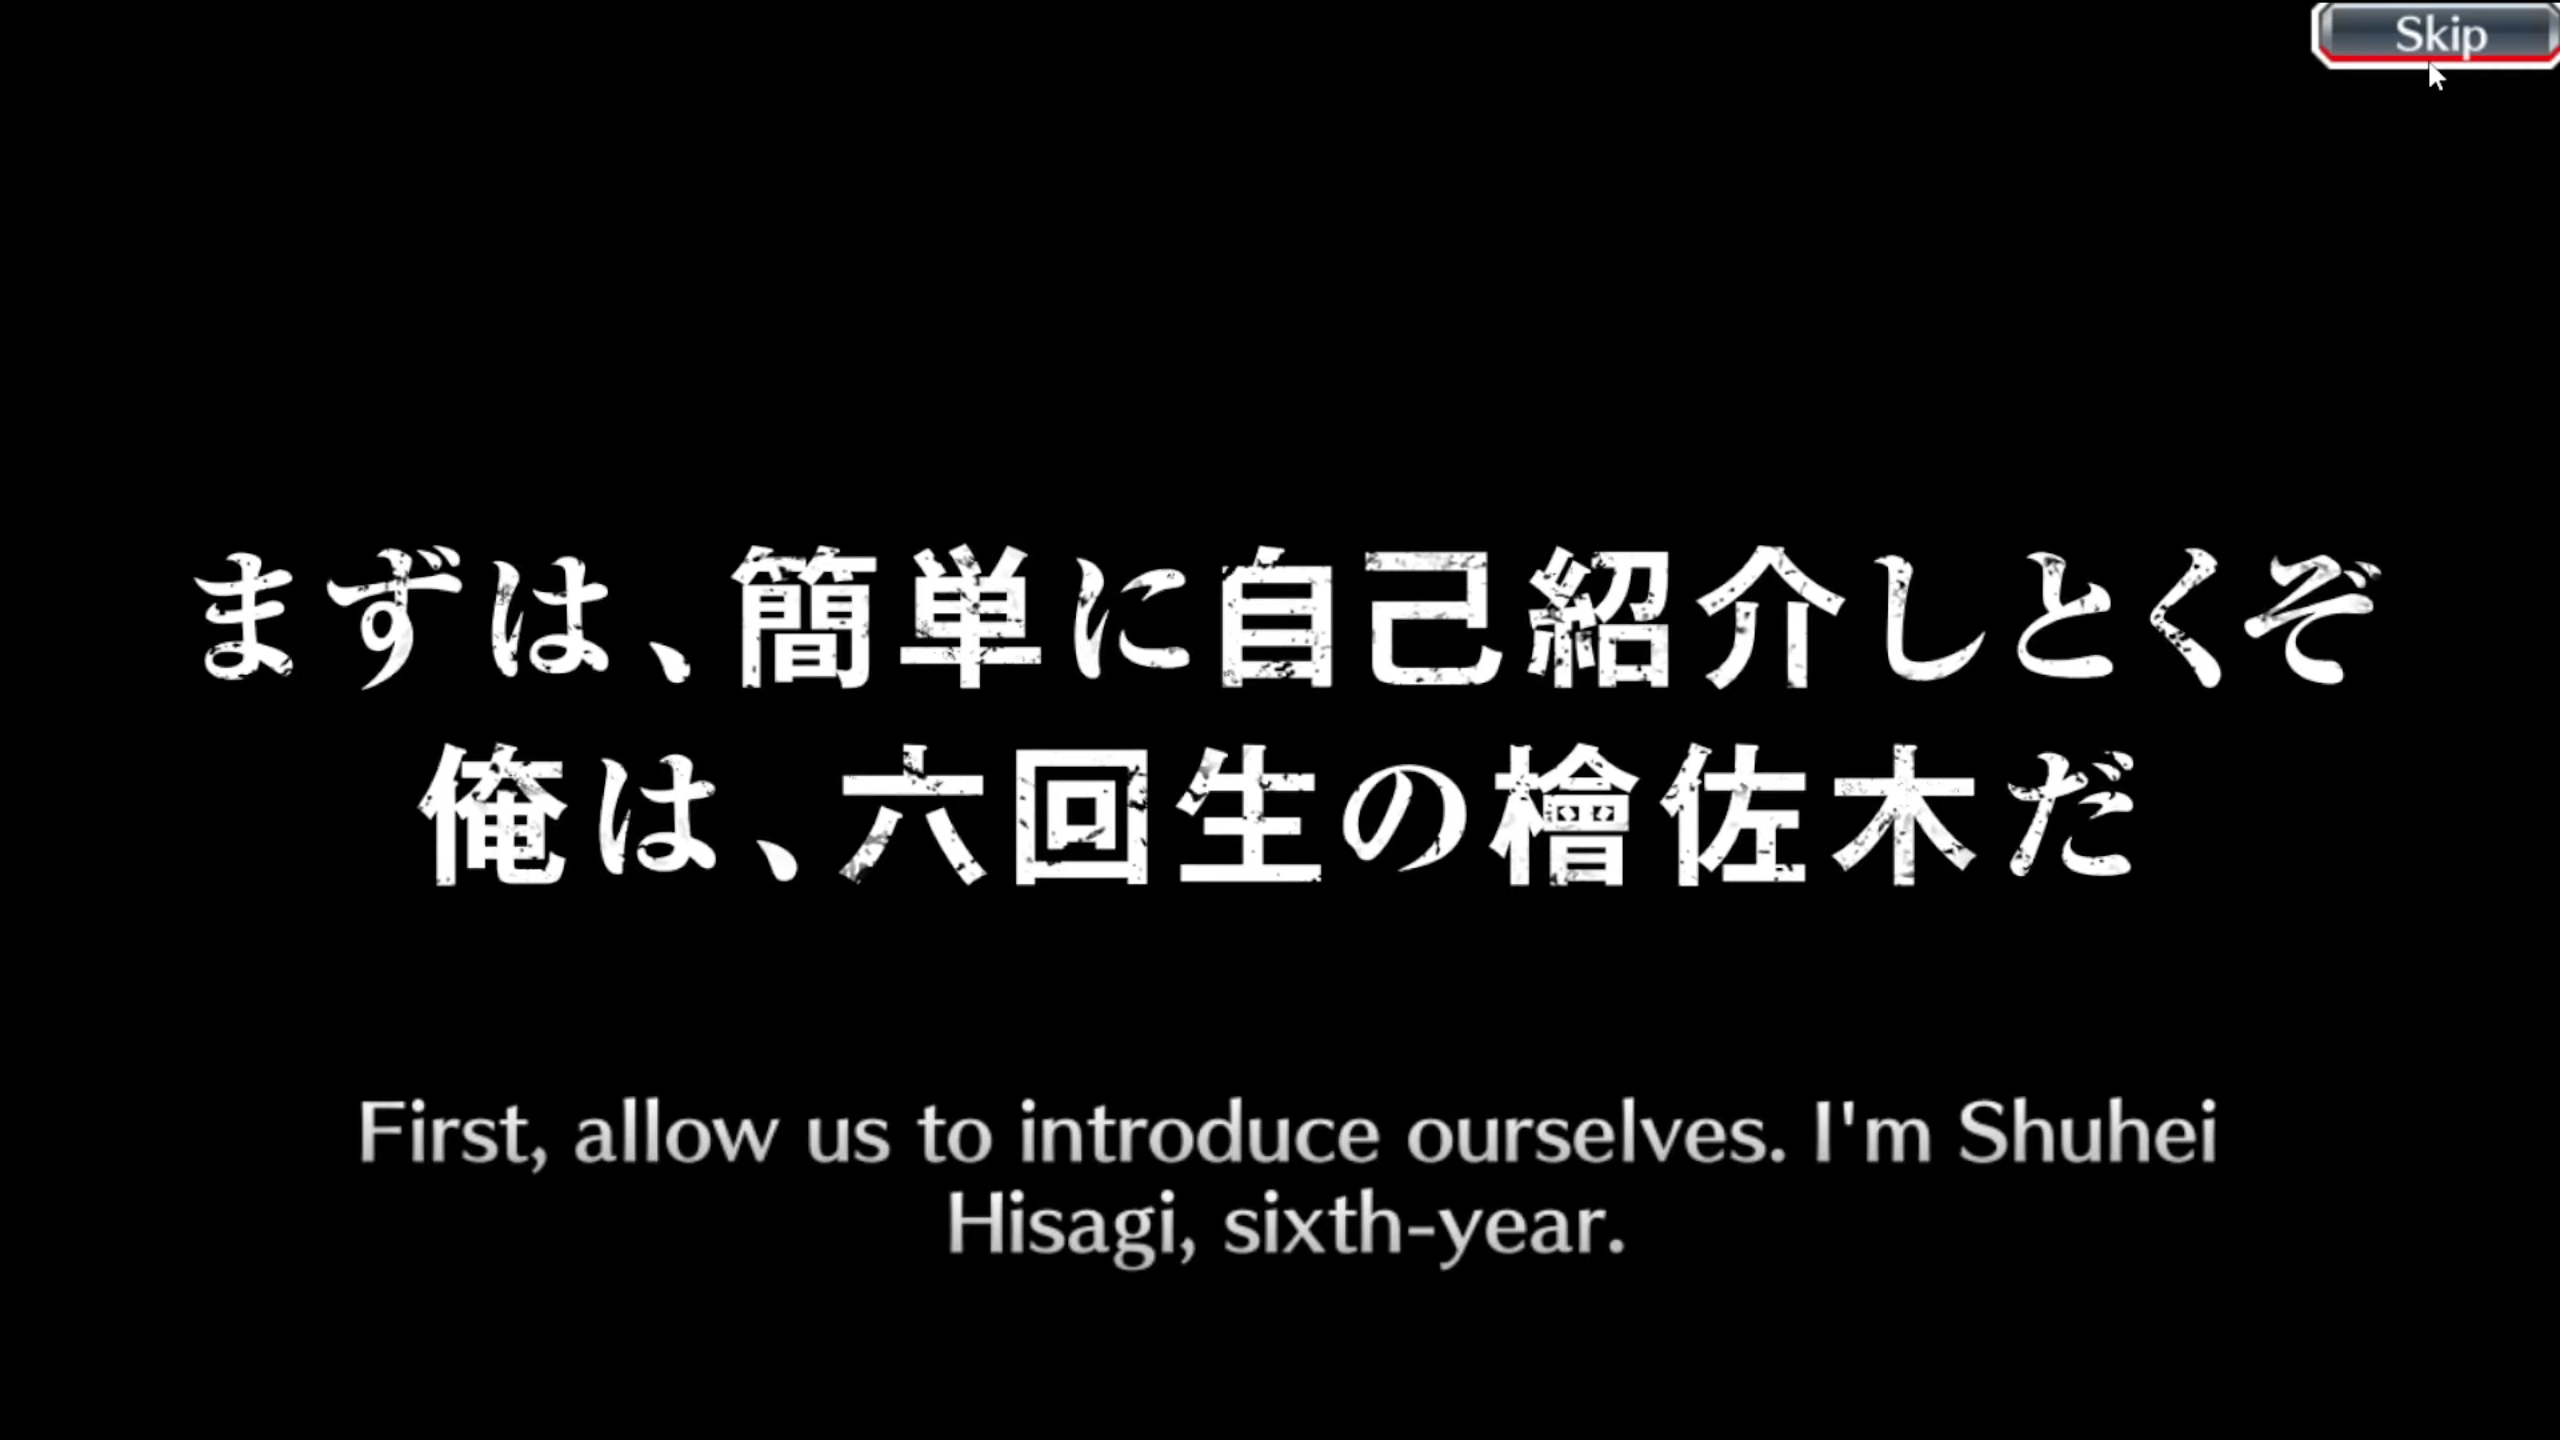 Skip
まずは、簡単に自己紹介しとくぞ
俺は、六回生の檜佐木だ
First, allow us to introduce ourselves. I'm Shuhei
Hisagi, sixth-year.